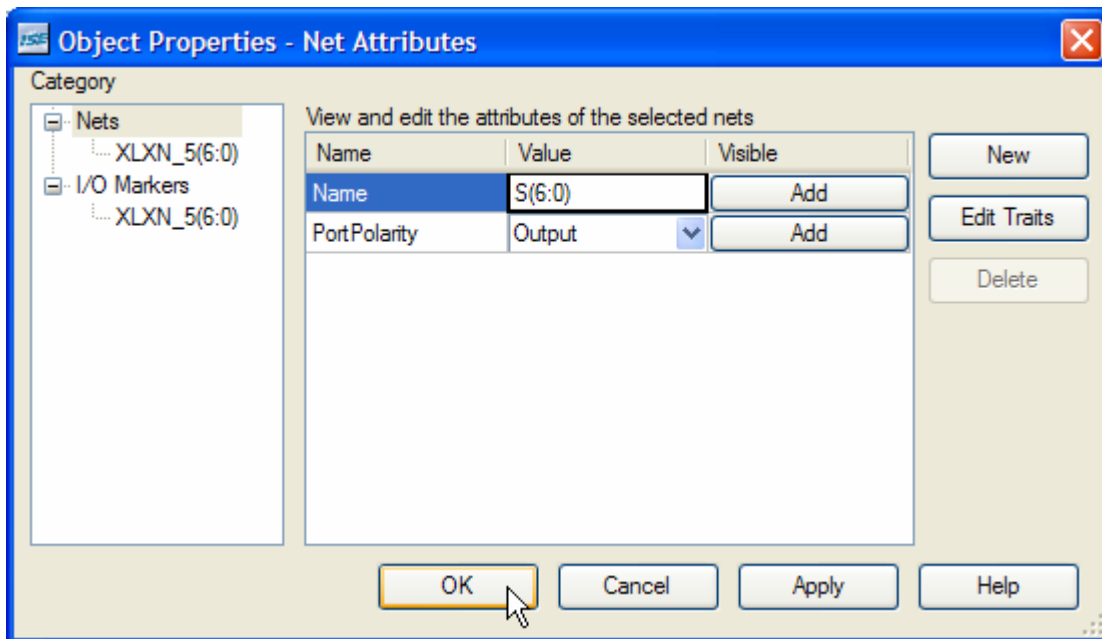 ISE Object Properties - Net Attributes
Category
Nets
XLXN_5(6:0)
I/O Markers
XLXN_5(6:0)
View and edit the attributes of the selected nets
Name Value Visible
Name S(6:0) Add
PortPolarity Output Add
New
Edit Traits
Delete
OK Cancel Apply Help